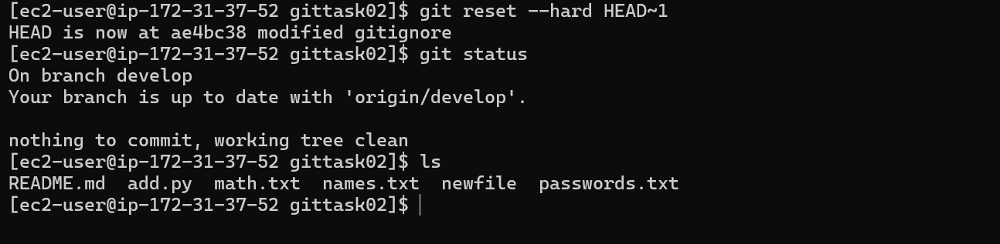 [ec2-user@ip-172-31-37-52 gittask02]$ git reset --hard HEAD~1
HEAD is now at ae4bc38 modified gitignore
[ec2-user@ip-172-31-37-52 gittask02]$ git status
On branch develop
Your branch is up to date with 'origin/develop'.

nothing to commit, working tree clean
[ec2-user@ip-172-31-37-52 gittask02]$ ls
README.md  add.py  math.txt  names.txt  newfile  passwords.txt
[ec2-user@ip-172-31-37-52 gittask02]$